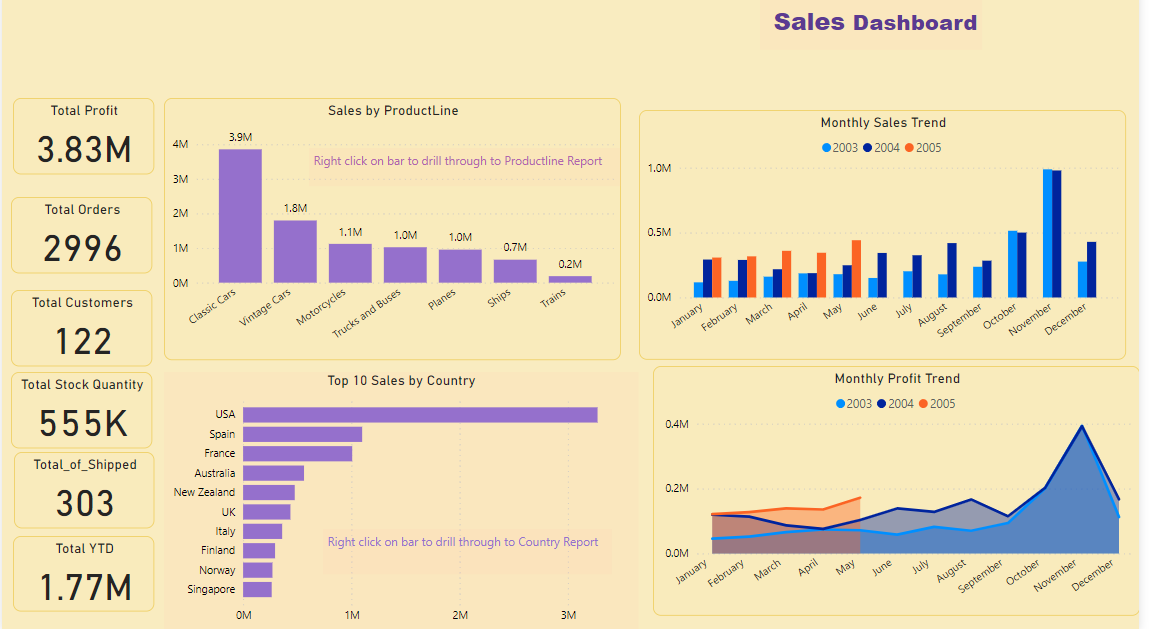 Sales Dashboard
Total Profit
3.83M
Total Orders
2996
Total Customers
122
Total Stock Quantity
555K
Total_of_Shipped
303
Total YTD
1.77M
Sales by ProductLine
Right click on bar to drill through to Productline Report
4M
3M
2M
1M
0M
3.9M
1.8M
1.1M
1.0M
1.0M
0.7M
0.2M
Classic Cars
Vintage Cars
Motorcycles
Trucks and Buses
Planes
Ships
Trains
Monthly Sales Trend
2003 2004 2005
1.0M
0.5M
0.0M
January
February
March
April
May
June
July
August
September
October
November
December
Top 10 Sales by Country
USA
Spain
France
Australia
New Zealand
UK
Italy
Finland
Norway
Singapore
Right click on bar to drill through to Country Report
0M 1M 2M 3M
Monthly Profit Trend
2003 2004 2005
0.4M
0.2M
0.0M
January
February
March
April
May
June
July
August
September
October
November
December